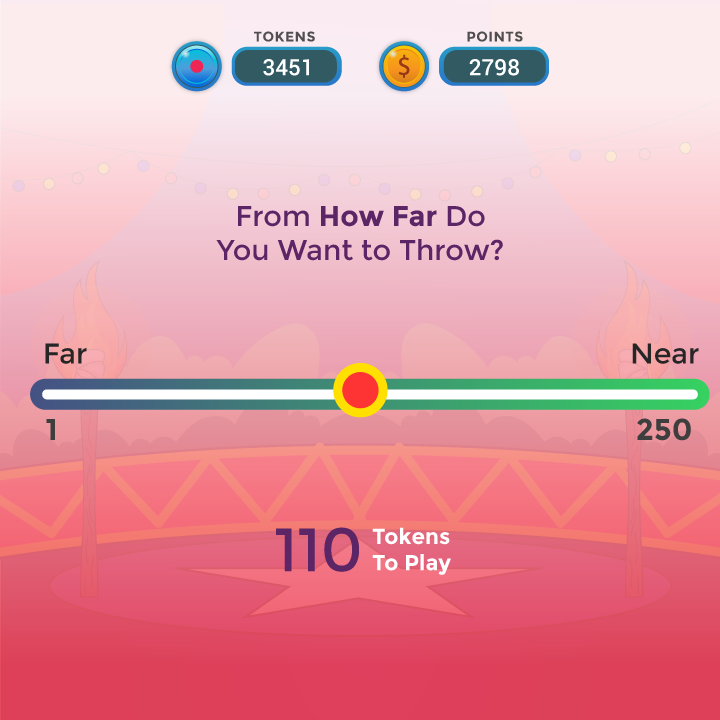 TOKENS
3451
POINTS
2798
$
From How Far Do
You Want to Throw?
Far
Near
1
250
110
Tokens
To Play